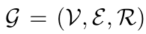 𝒢 = (𝒱, ℰ, ℛ)